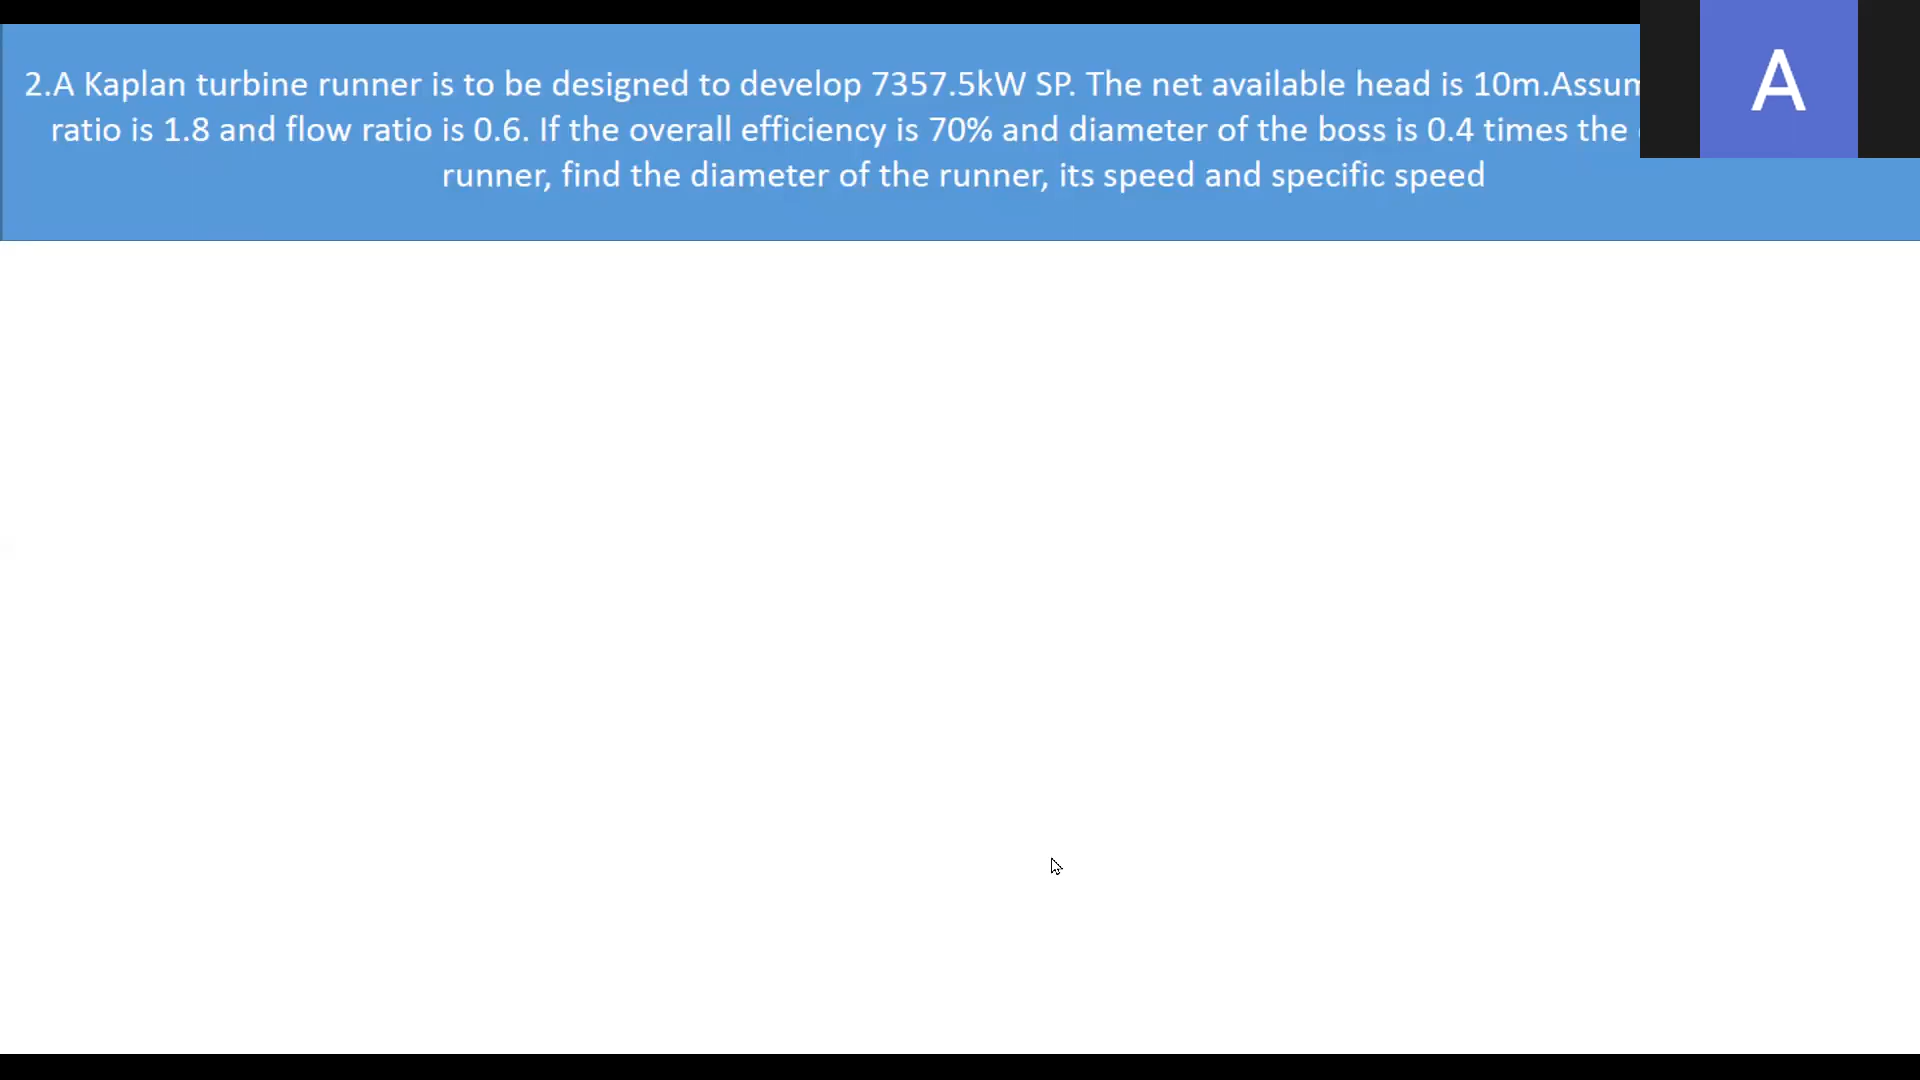 2.A Kaplan turbine runner is to be designed to develop 7357.5kW SP. The net available head is 10m.
ratio is 1.8 and flow ratio is 0.6. If the overall efficiency is 70% and diameter of the boss is 0.4 times the
runner, find the diameter of the runner, its speed and specific speed
A